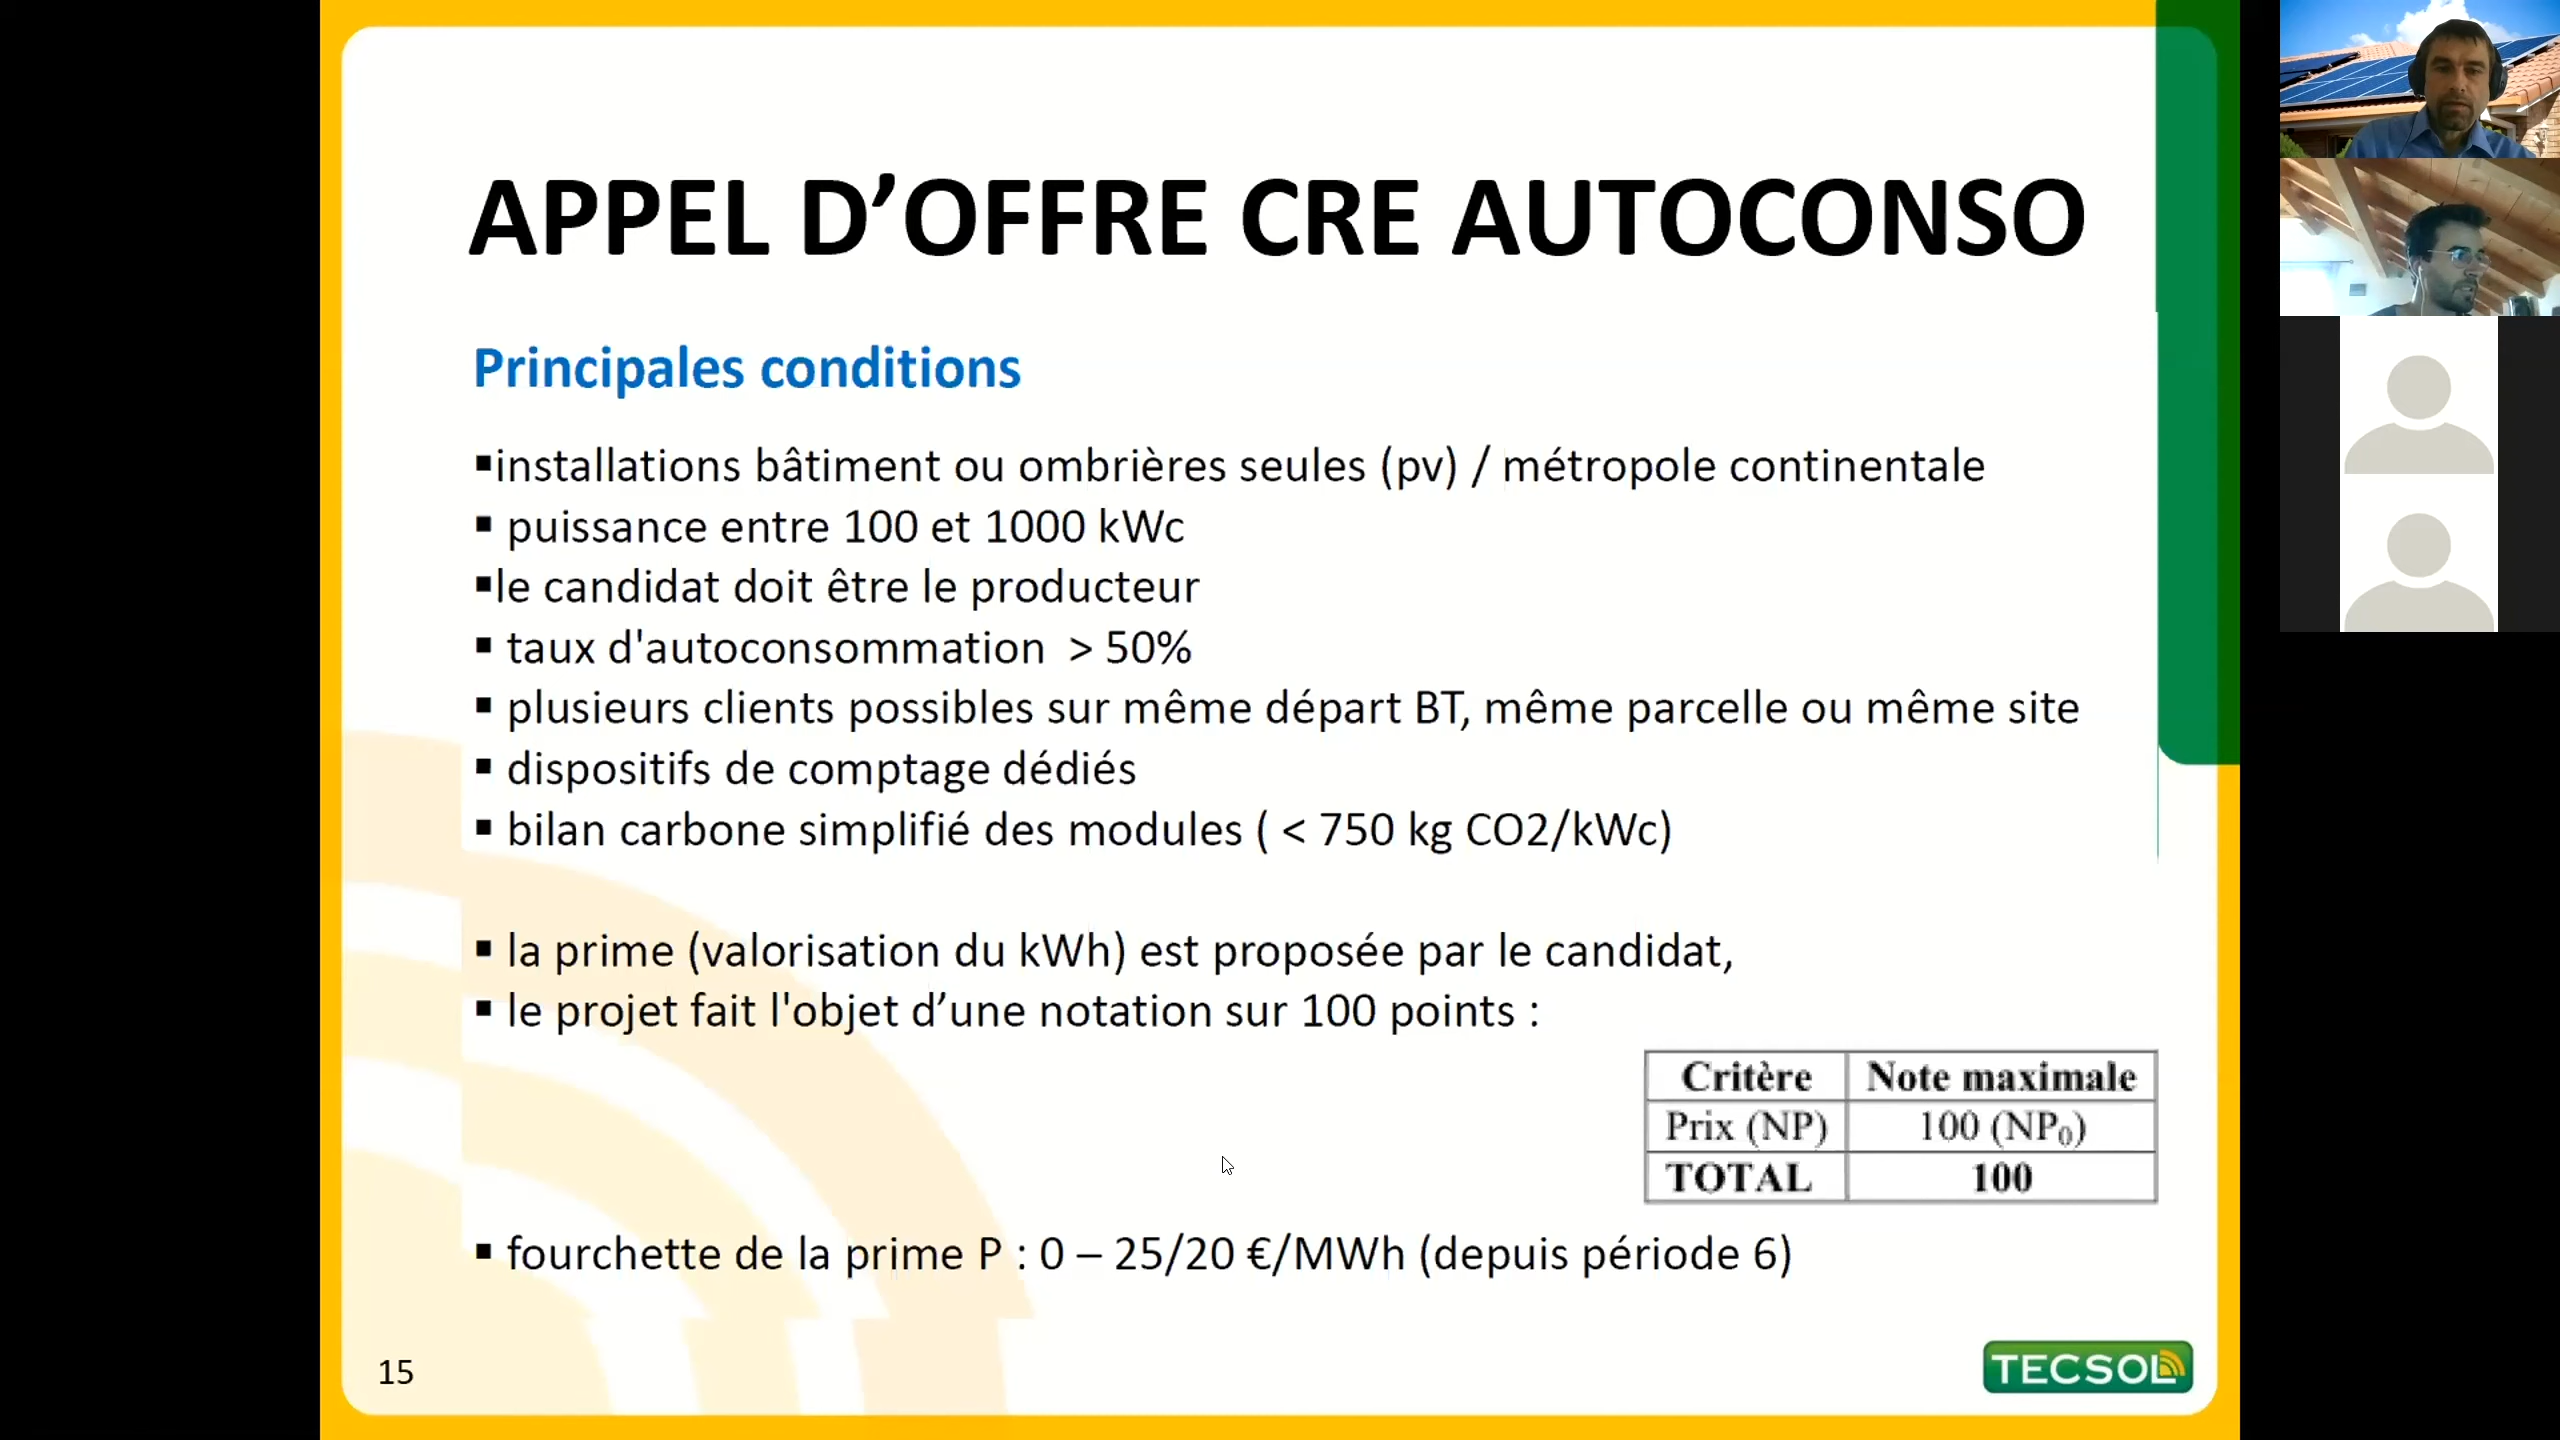 APPEL D’OFFRE CRE AUTOCONSO
Principales conditions
▪installations bâtiment ou ombrières seules (pv) / métropole continentale
▪ puissance entre 100 et 1000 kWc
▪le candidat doit être le producteur
▪ taux d'autoconsommation  > 50%
▪ plusieurs clients possibles sur même départ BT, même parcelle ou même site
▪ dispositifs de comptage dédiés
▪ bilan carbone simplifié des modules ( < 750 kg CO2/kWc)
▪ la prime (valorisation du kWh) est proposée par le candidat,
▪ le projet fait l'objet d’une notation sur 100 points :
Critère Note maximale
Prix (NP) 100 (NP₀)
TOTAL 100
▪ fourchette de la prime P : 0 – 25/20 €/MWh (depuis période 6)
15
TECSOL